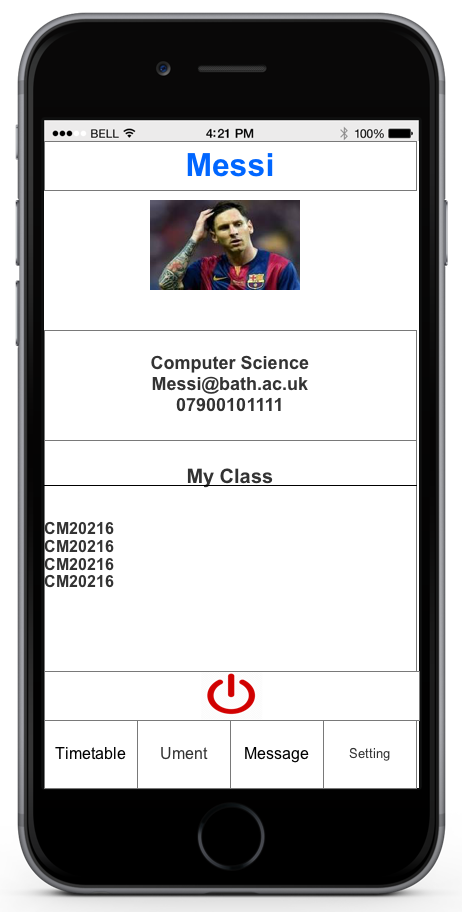 BELL 4:21 PM 100%
Messi
Computer Science
Messi@bath.ac.uk
07900101111
My Class
CM20216
CM20216
CM20216
CM20216
Timetable Ument Message Setting